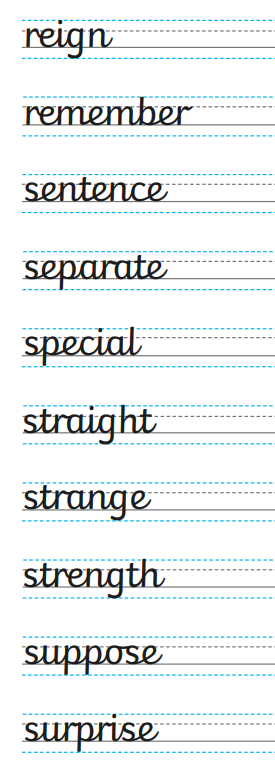 reign
remember
sentence
separate
special
straight
strange
strength
suppose
surprise